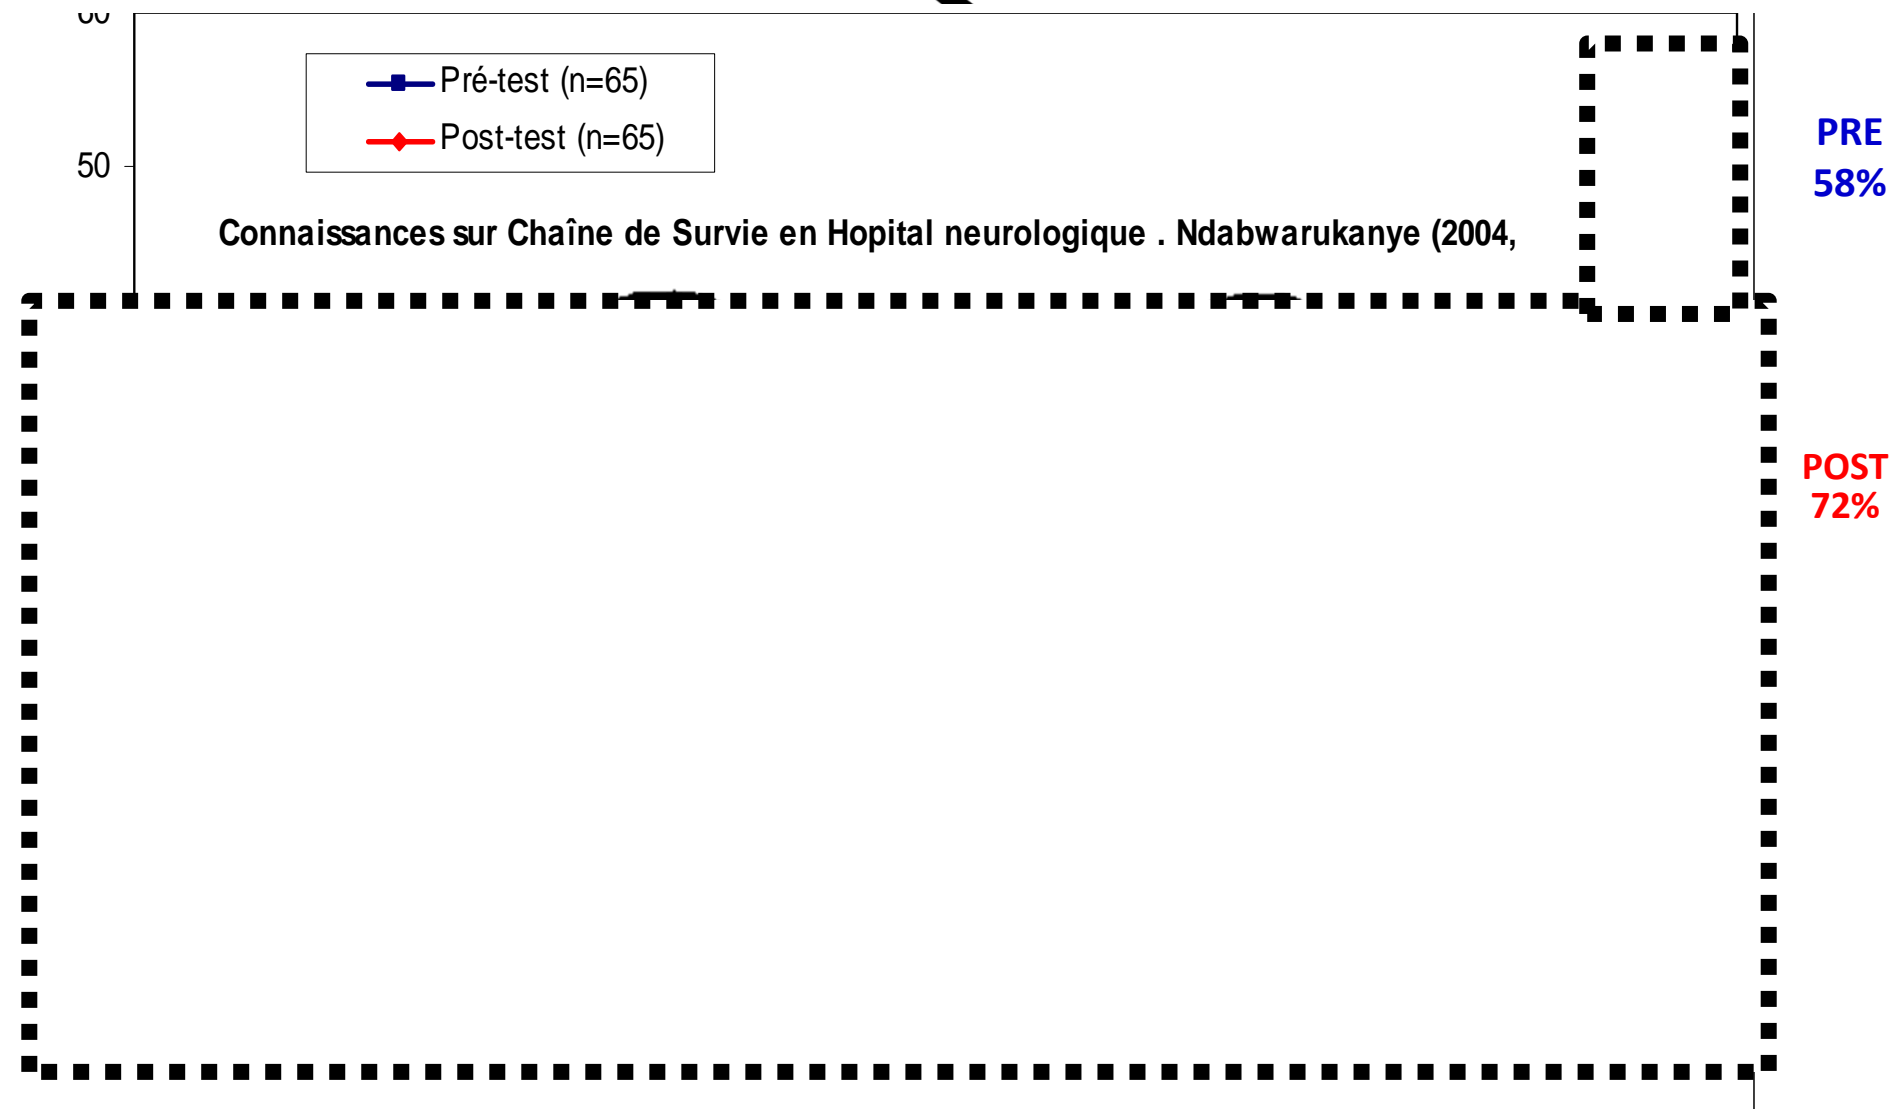 60
Pré-test (n=65)
Post-test (n=65)
50
Connaissances sur Chaîne de Survie en Hopital neurologique . Ndabwarukanye (2004,
PRE
58%
POST
72%